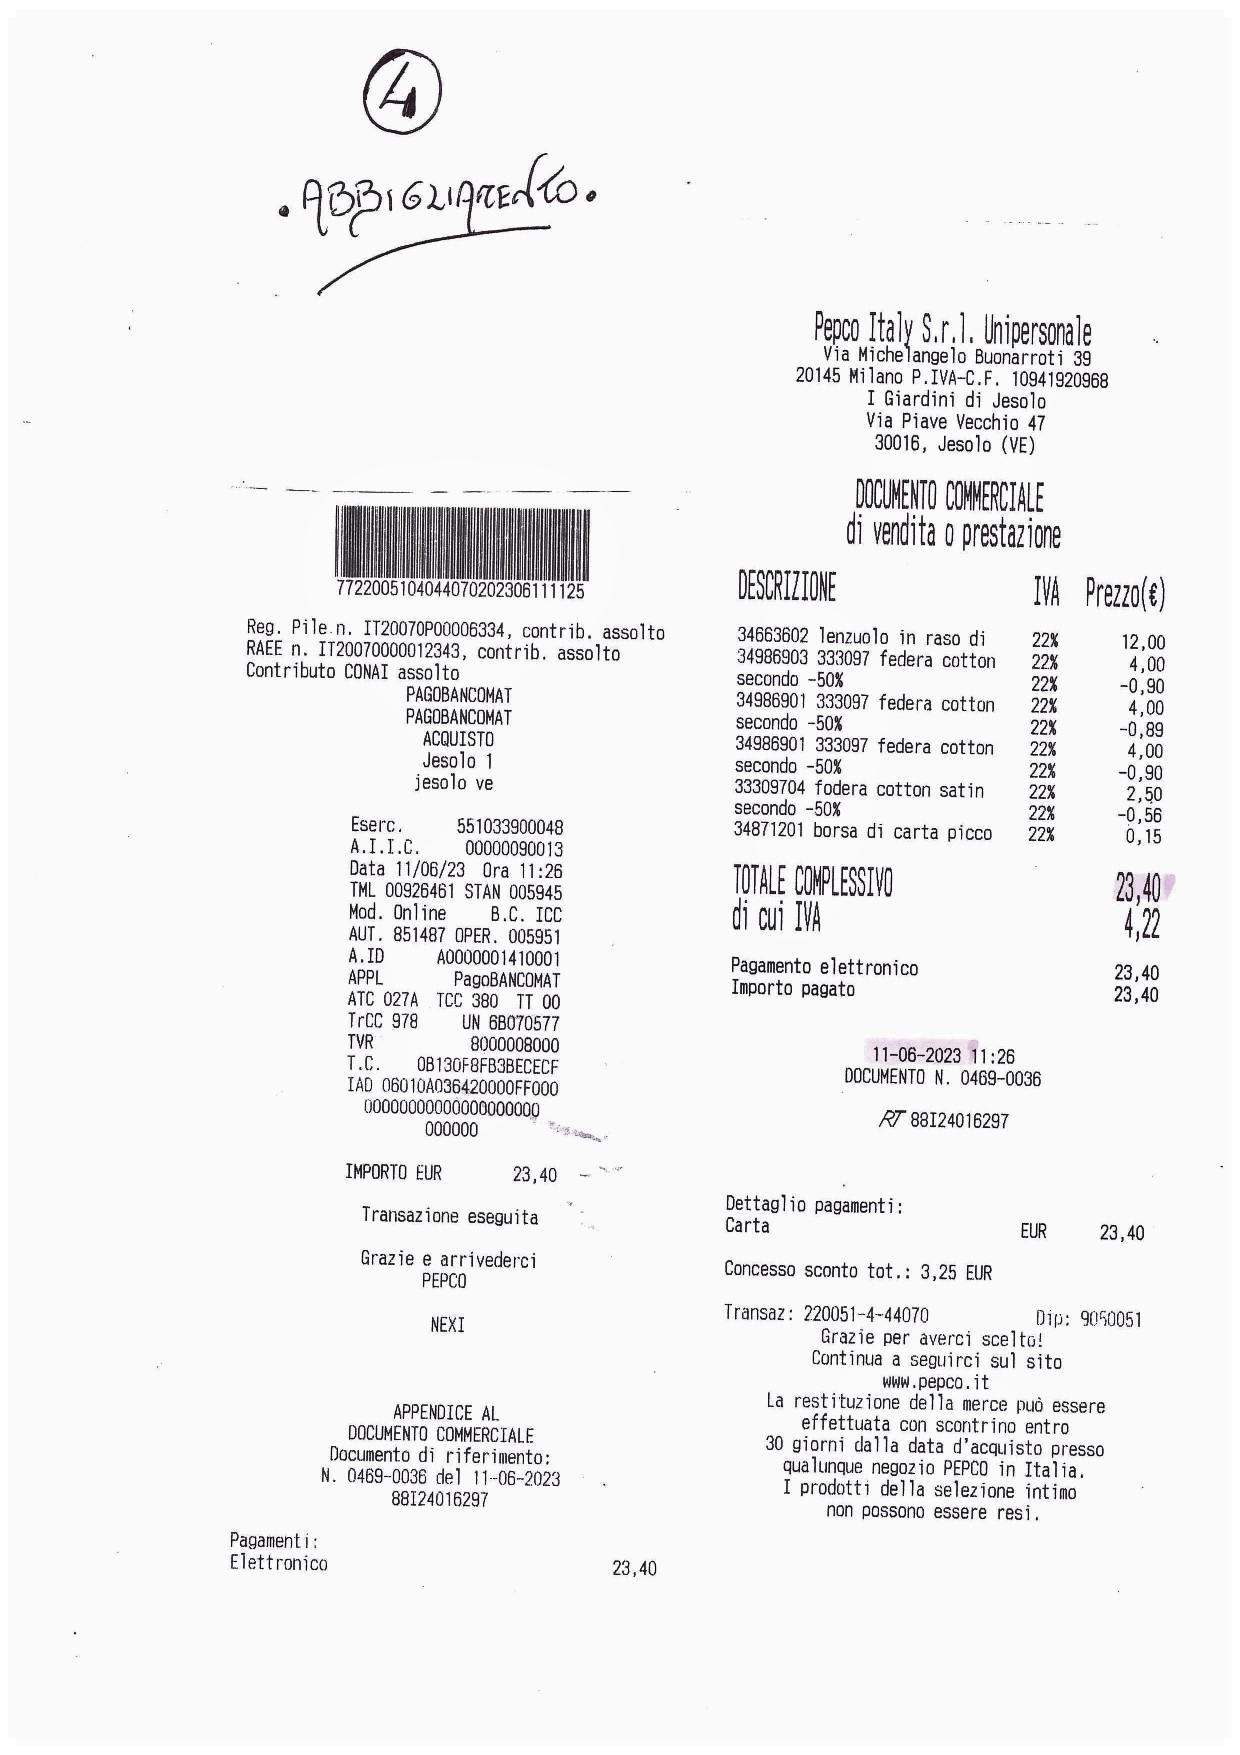 4
.ABBIGLIAMENTO.
77220051040440702023061111 25
Reg. Pile n. IT20070P00006334, contrib. assolto
RAEE n. IT20070000012343, contrib. assolto
Contributo CONAI assolto
PAGOBANCOMAT
PAGOBANCOMAT
ACQUISTO
Jesolo 1
jesolo ve
Eserc. 551033900048
A.I.I.C. 00000090013
Data 11/06/23 Ora 11:26
TML 00926461 STAN 005945
Mod. Online B.C. ICC
AUT. 851487 OPER. 005951
A.ID A0000001410001
APPL PagoBANCOMAT
ATC 027A TCC 380 TT 00
TrCC 978 UN 6B070577
TVR 8000008000
T.C. 0B130F8FB3BECECF
IAD 06010A036420000FF000
00000000000000000000
000000
IMPORTO EUR 23,40
Transazione eseguita
Grazie e arrivederci
PEPCO
NEXI
APPENDICE AL
DOCUMENTO COMMERCIALE
Documento di riferimento:
N. 0469-0036 del 11-06-2023
88I24016297
Pagamenti:
Elettronico 23,40
Pepco Italy S.r.l. Unipersonale
Via Michelangelo Buonarroti 39
20145 Milano P.IVA-C.F. 10941920968
I Giardini di Jesolo
Via Piave Vecchio 47
30016, Jesolo (VE)
DOCUMENTO COMMERCIALE
di vendita o prestazione
DESCRIZIONE IVA Prezzo(€)
34663602 lenzuolo in raso di 22% 12,00
34986903 333097 federa cotton 22% 4,00
secondo -50% 22% -0,90
34986901 333097 federa cotton 22% 4,00
secondo -50% 22% -0,89
34986901 333097 federa cotton 22% 4,00
secondo -50% 22% -0,90
33309704 fodera cotton satin 22% 2,50
secondo -50% 22% -0,56
34871201 borsa di carta picco 22% 0,15
TOTALE COMPLESSIVO 23,40
di cui IVA 4,22
Pagamento elettronico 23,40
Importo pagato 23,40
11-06-2023 11:26
DOCUMENTO N. 0469-0036
RT 88I24016297
Dettaglio pagamenti:
Carta EUR 23,40
Concesso sconto tot.: 3,25 EUR
Transaz: 220051-4-44070 Dip: 9050051
Grazie per averci scelto!
Continua a seguirci sul sito
www.pepco.it
La restituzione della merce può essere
effettuata con scontrino entro
30 giorni dalla data d'acquisto presso
qualunque negozio PEPCO in Italia.
I prodotti della selezione intimo
non possono essere resi.